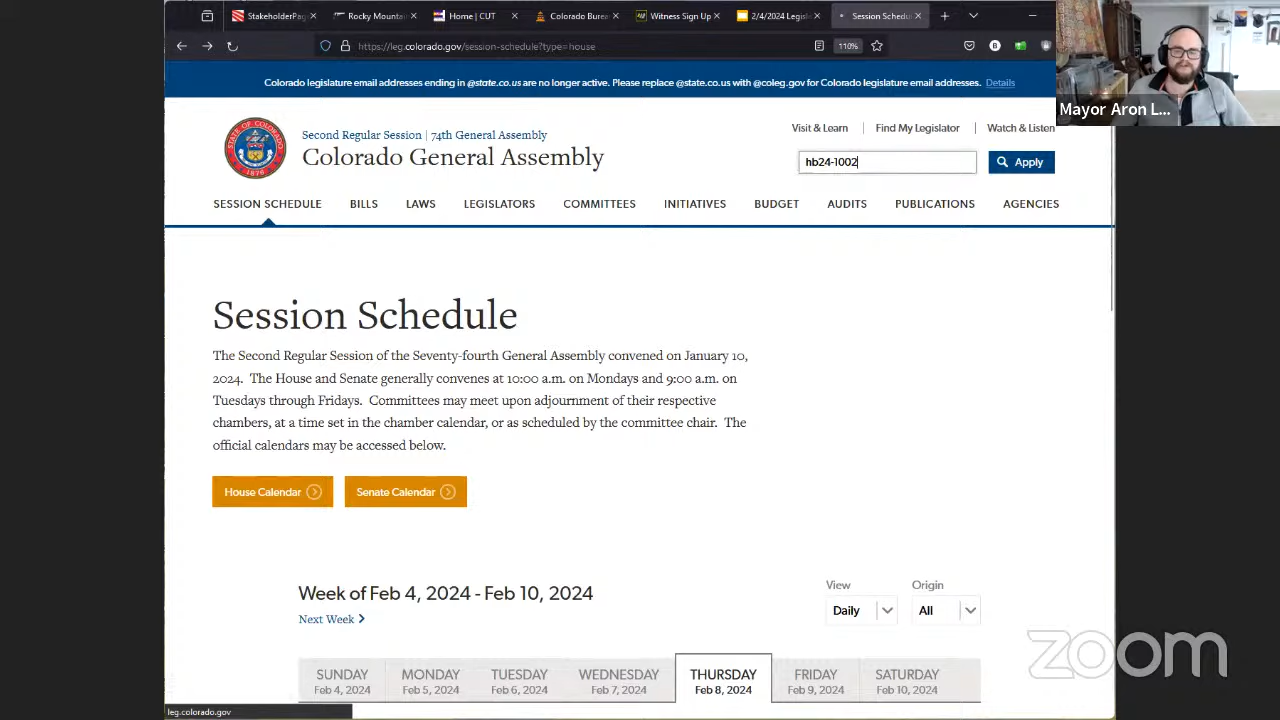 StakeholderPag
Rocky Mountai
Home | CUT
Colorado Burea
Witness Sign Up
2/4/2024 Legisl
Session Schedu
https://leg.colorado.gov/session-schedule?type=house
110%
Colorado legislature email addresses ending in @state.co.us are no longer active. Please replace @state.co.us with @coleg.gov for Colorado legislature email addresses. Details
Mayor Aron L...
STATE OF COLORADO
1876
Second Regular Session | 74th General Assembly
Colorado General Assembly
Visit & Learn
Find My Legislator
Watch & Listen
hb24-1002
Apply
SESSION SCHEDULE BILLS LAWS LEGISLATORS COMMITTEES INITIATIVES BUDGET AUDITS PUBLICATIONS AGENCIES
Session Schedule
The Second Regular Session of the Seventy-fourth General Assembly convened on January 10,
2024. The House and Senate generally convenes at 10:00 a.m. on Mondays and 9:00 a.m. on
Tuesdays through Fridays. Committees may meet upon adjournment of their respective
chambers, at a time set in the chamber calendar, or as scheduled by the committee chair. The
official calendars may be accessed below.
House Calendar
Senate Calendar
Week of Feb 4, 2024 - Feb 10, 2024
Next Week
View
Origin
Daily
All
SUNDAY
Feb 4, 2024
MONDAY
Feb 5, 2024
TUESDAY
Feb 6, 2024
WEDNESDAY
Feb 7, 2024
THURSDAY
Feb 8, 2024
FRIDAY
Feb 9, 2024
SATURDAY
Feb 10, 2024
leg.colorado.gov
zoom